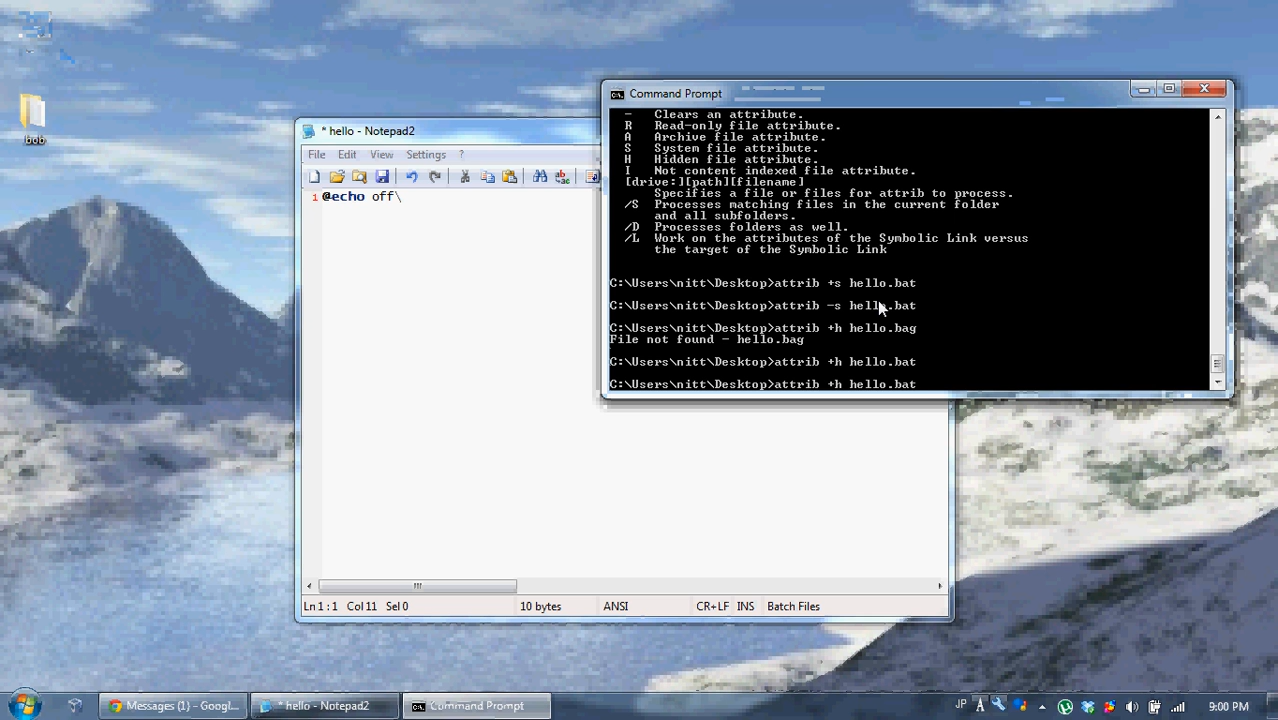 bob
* hello - Notepad2
File Edit View Settings ?
1 @echo off\
Ln 1 : 1 Col 11 Sel 0 10 bytes ANSI CR+LF INS Batch Files
Command Prompt
- Clears an attribute.
R Read-only file attribute.
A Archive file attribute.
S System file attribute.
H Hidden file attribute.
I Not content indexed file attribute.
[drive:][path][filename]
Specifies a file or files for attrib to process.
/S Processes matching files in the current folder
and all subfolders.
/D Processes folders as well.
/L Work on the attributes of the Symbolic Link versus
the target of the Symbolic Link
C:\Users\nitt\Desktop>attrib +s hello.bat
C:\Users\nitt\Desktop>attrib -s hello.bat
C:\Users\nitt\Desktop>attrib +h hello.bag
File not found - hello.bag
C:\Users\nitt\Desktop>attrib +h hello.bat
C:\Users\nitt\Desktop>attrib +h hello.bat
Messages (1) - Googl...
* hello - Notepad2
Command Prompt
JP A
9:00 PM